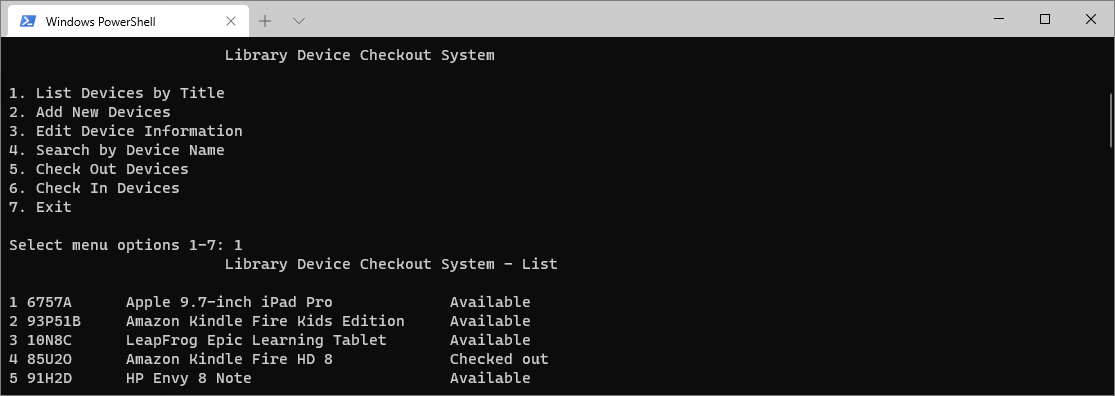 Windows PowerShell
Library Device Checkout System
1. List Devices by Title
2. Add New Devices
3. Edit Device Information
4. Search by Device Name
5. Check Out Devices
6. Check In Devices
7. Exit
Select menu options 1-7: 1
Library Device Checkout System - List
1 6757A Apple 9.7-inch iPad Pro Available
2 93P51B Amazon Kindle Fire Kids Edition Available
3 10N8C LeapFrog Epic Learning Tablet Available
4 85U2O Amazon Kindle Fire HD 8 Checked out
5 91H2D HP Envy 8 Note Available